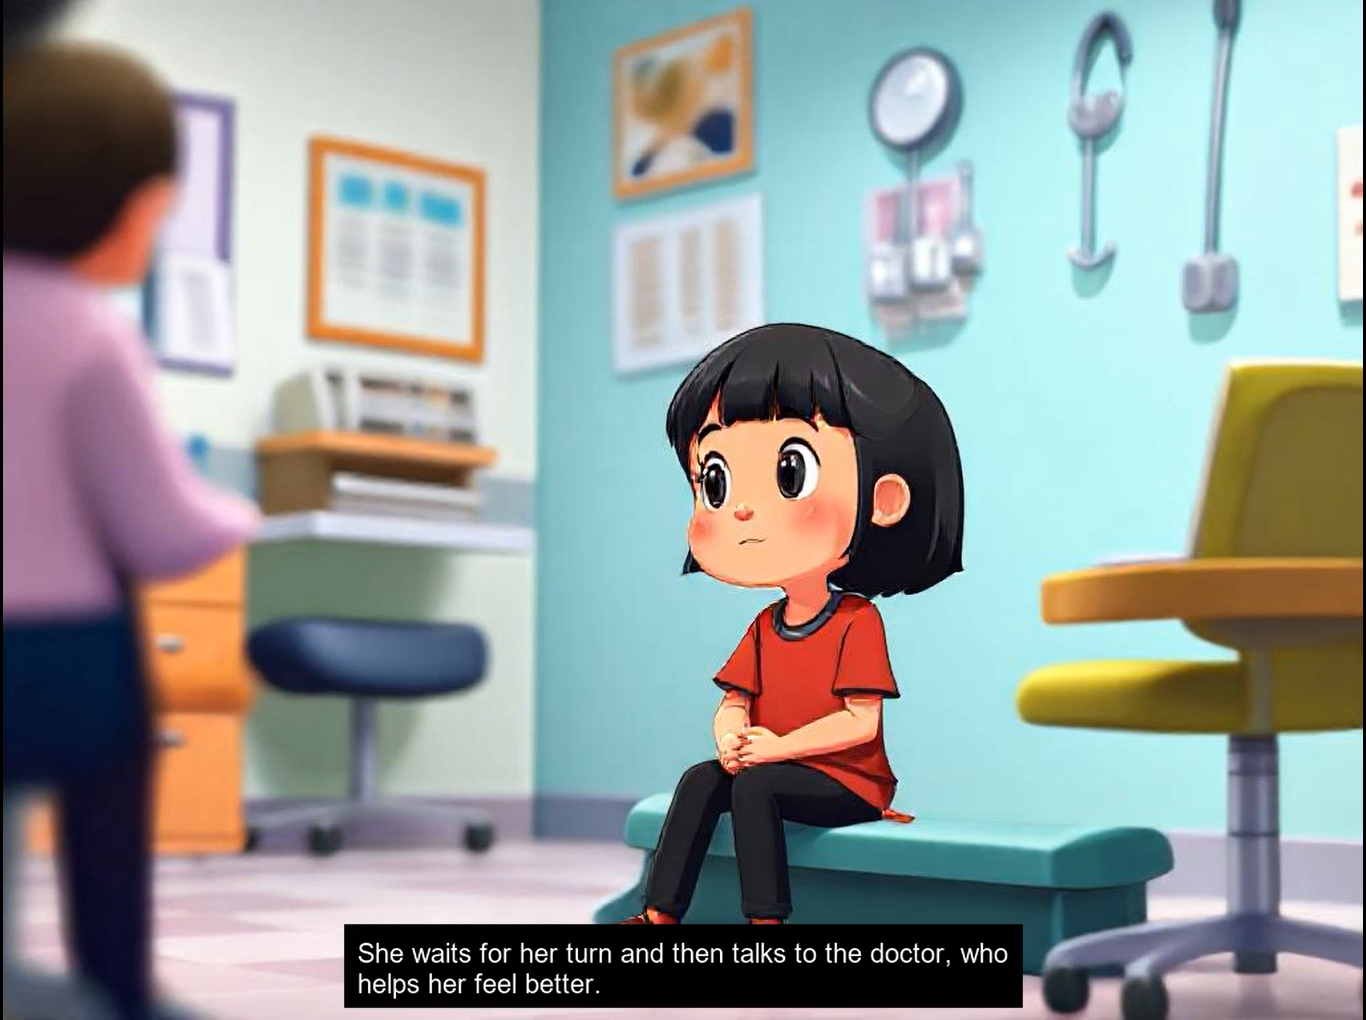 She waits for her turn and then talks to the doctor, who
helps her feel better.